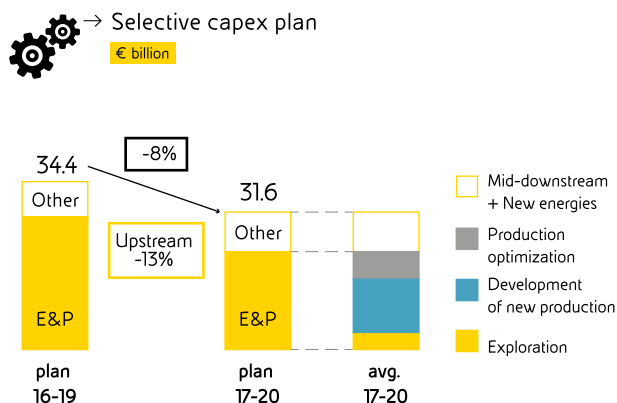 → Selective capex plan
€ billion
-8%
34.4
31.6
Other
Other
Upstream
-13%
E&P
E&P
plan
16-19
plan
17-20
avg.
17-20
Mid-downstream
+ New energies
Production
optimization
Development
of new production
Exploration